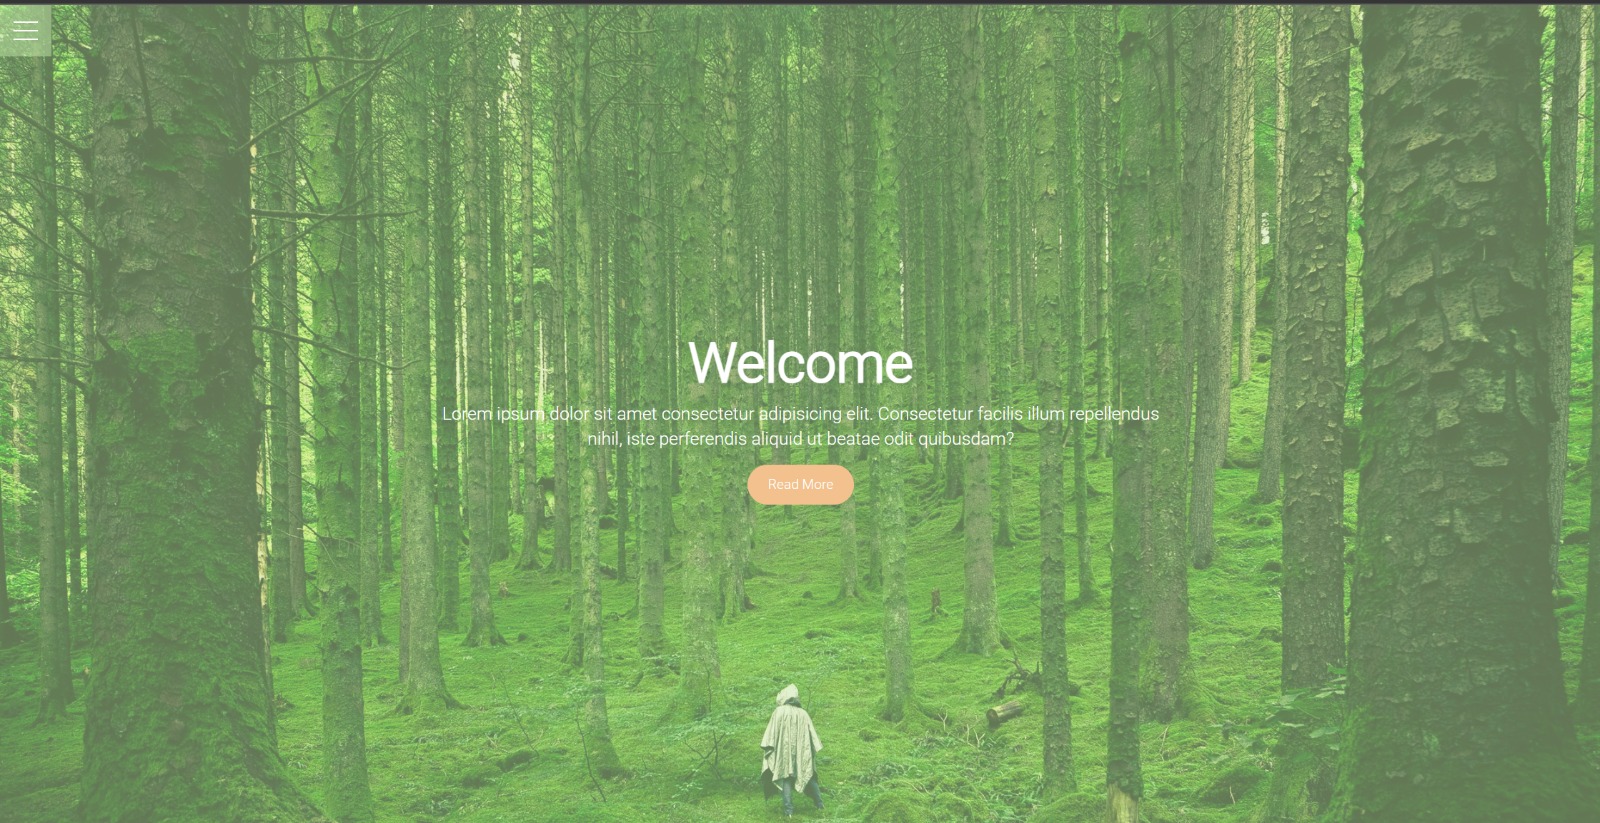 Welcome
Lorem ipsum dolor sit amet consectetur adipisicing elit. Consectetur facilis illum repellendus
nihil, iste perferendis aliquid ut beatae odit quibusdam?
Read More